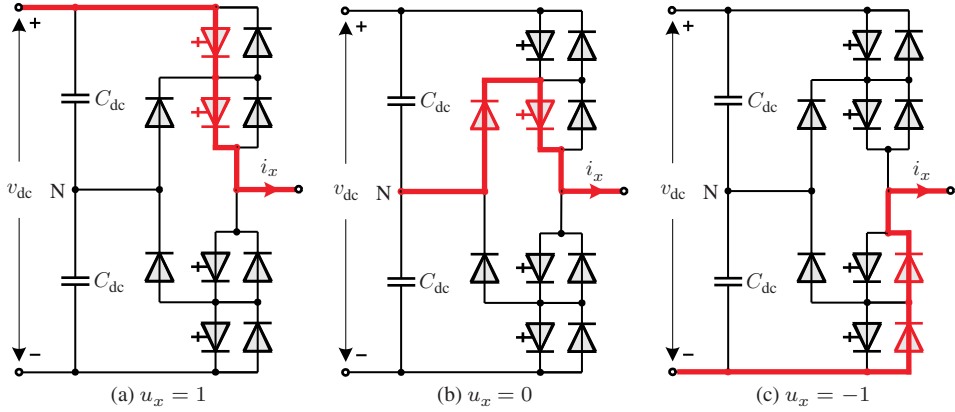 + + +
C_dc C_dc C_dc
i_x i_x i_x
v_dc N v_dc N v_dc N
C_dc C_dc C_dc
− − −
(a) u_x = 1 (b) u_x = 0 (c) u_x = −1